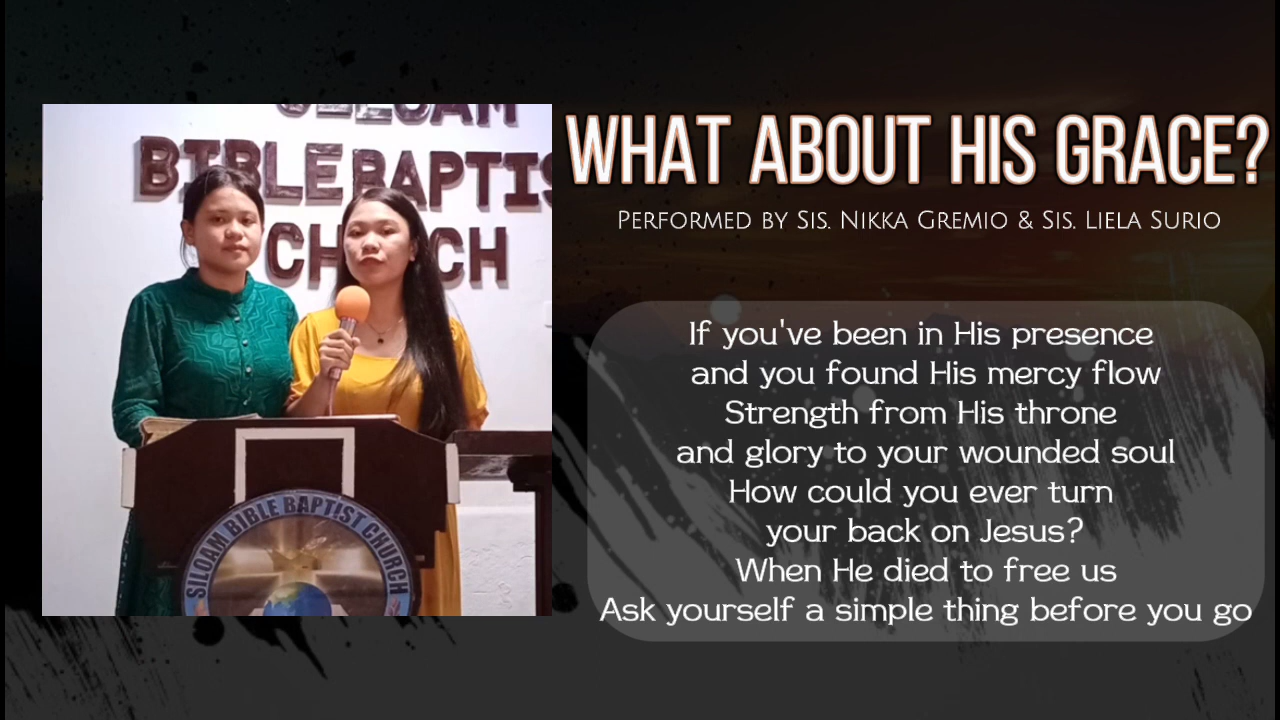 SILOAM
BIBLE BAPTIS
CH CH
SILOAM BIBLE BAPTIST CHURCH
WHAT ABOUT HIS GRACE?
PERFORMED BY SIS. NIKKA GREMIO & SIS. LIELA SURIO
If you've been in His presence
and you found His mercy flow
Strength from His throne
and glory to your wounded soul
How could you ever turn
your back on Jesus?
When He died to free us
Ask yourself a simple thing before you go